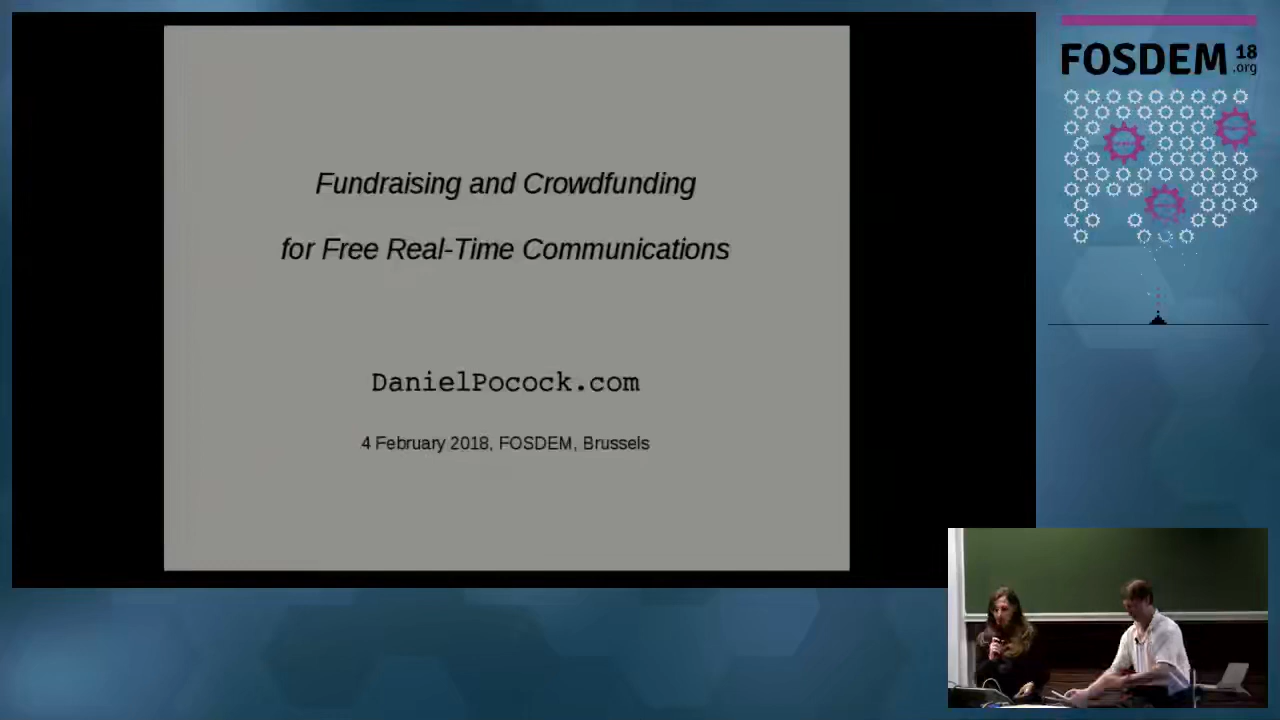 Fundraising and Crowdfunding
for Free Real-Time Communications
DanielPocock.com
4 February 2018, FOSDEM, Brussels
FOSDEM 18
.org